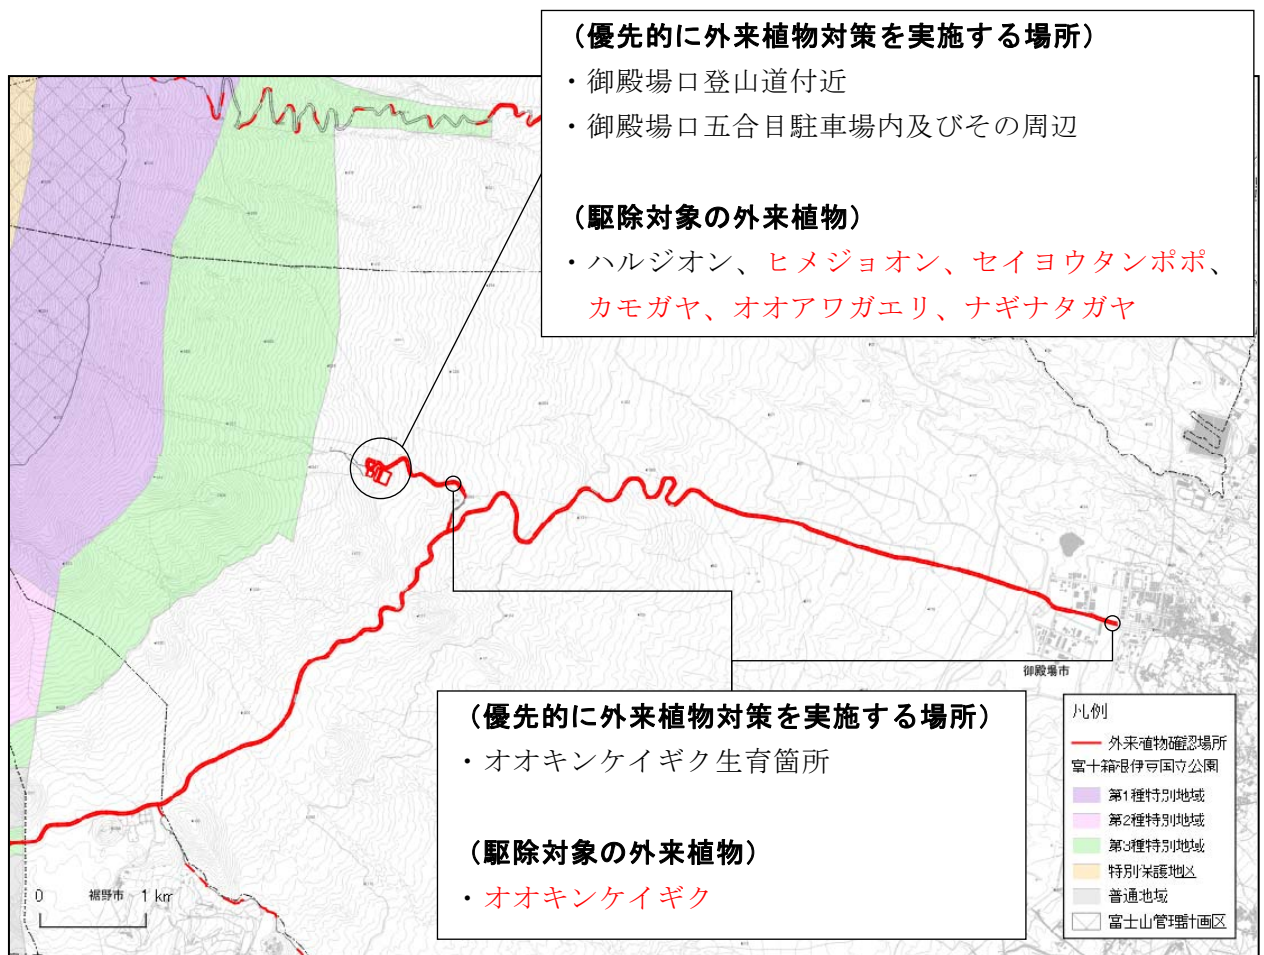 （優先的に外来植物対策を実施する場所）
・御殿場口登山道付近
・御殿場口五合目駐車場内及びその周辺
（駆除対象の外来植物）
・ハルジオン、ヒメジョオン、セイヨウタンポポ、
カモガヤ、オオアワガエリ、ナギナタガヤ
御殿場市
（優先的に外来植物対策を実施する場所）
・オオキンケイギク生育箇所
（駆除対象の外来植物）
・オオキンケイギク
凡例
外来植物確認場所
富士箱根伊豆国立公園
第1種特別地域
第2種特別地域
第3種特別地域
特別保護地区
普通地域
富士山管理計画区
0 裾野市 1 km